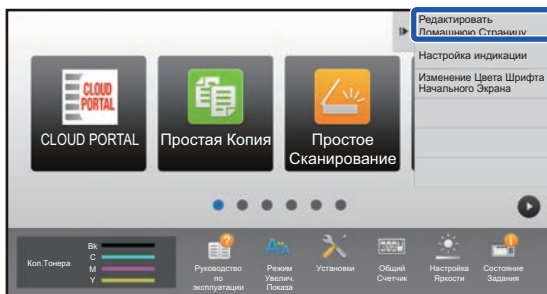 Редактировать
Домашнюю Страницу
Настройка индикации
Изменение Цвета Шрифта
Начального Экрана
CLOUD
PORTAL
CLOUD PORTAL
Простая Копия
Простое
Сканирование
Кол.Тонера
Bk
C
M
Y
Руководство
по
эксплуатации
Режим
Увелич.
Показа
Установки
Общий
Счетчик
Настройка
Яркости
Состояние
Задания